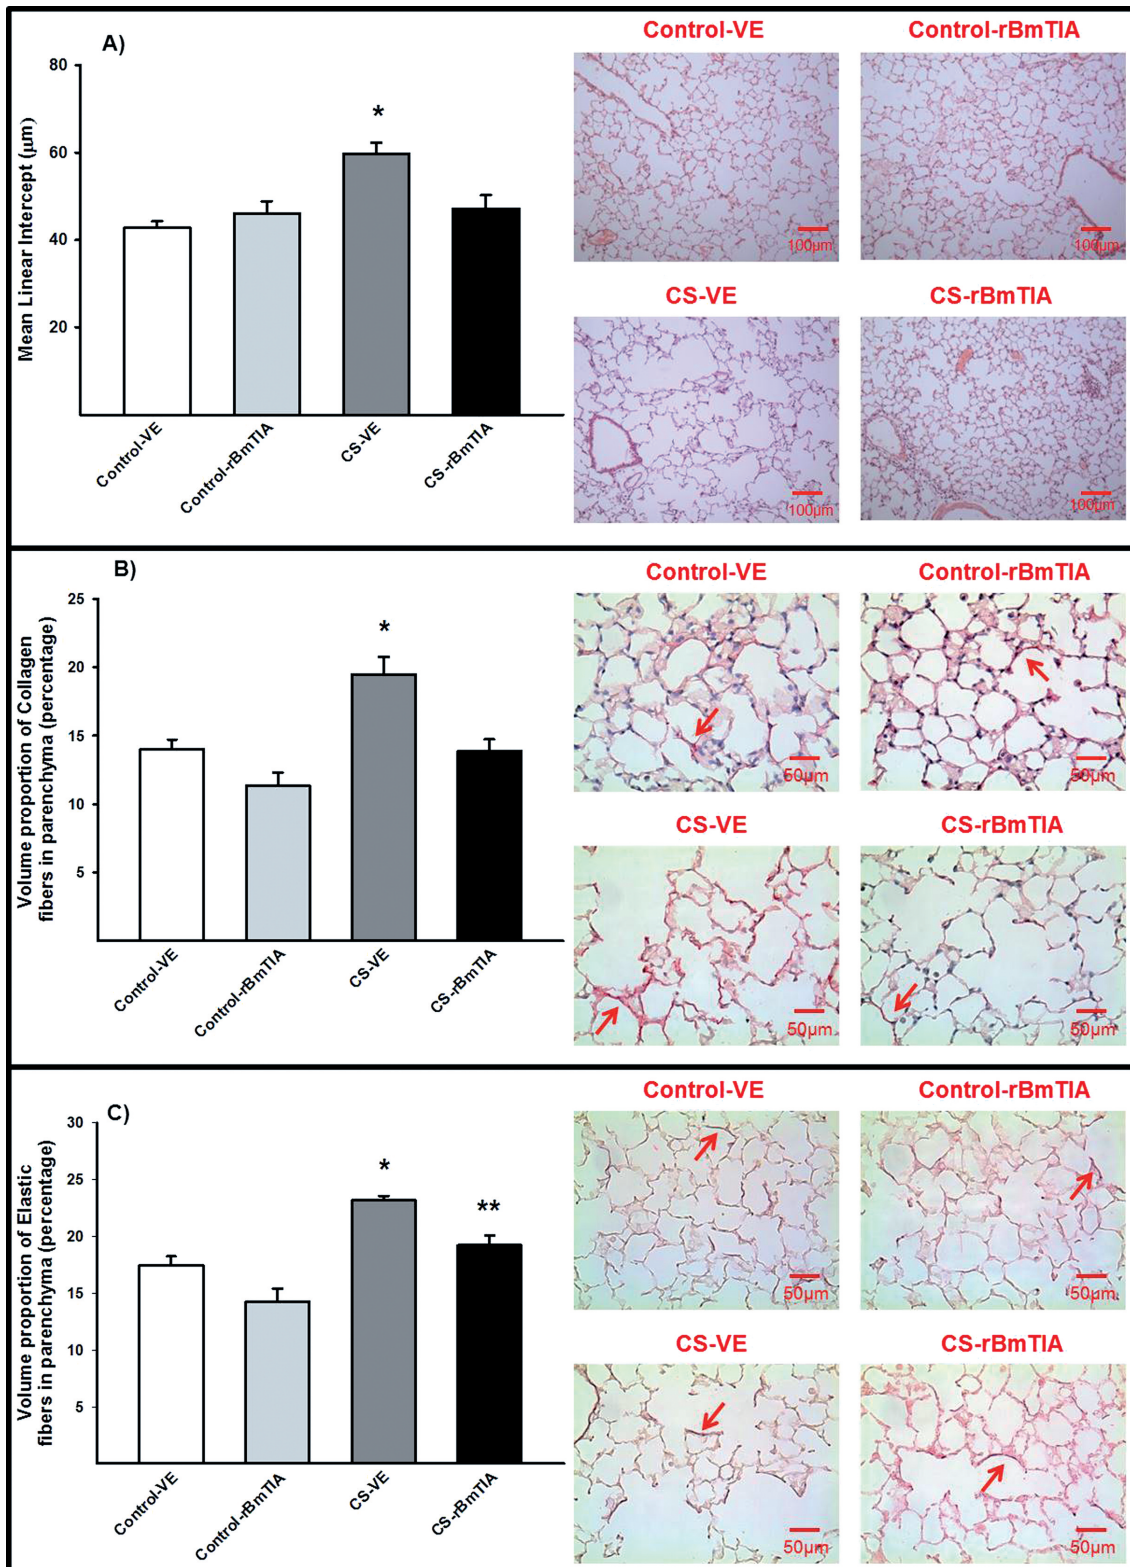 A)
Mean Linear Intercept (µm)
80
60
40
20
*
Control-VE
Control-rBmTIA
CS-VE
CS-rBmTIA
Control-VE
Control-rBmTIA
100µm
100µm
CS-VE
CS-rBmTIA
100µm
100µm
B)
Volume proportion of Collagen
fibers in parenchyma (percentage)
25
20
15
10
5
*
Control-VE
Control-rBmTIA
CS-VE
CS-rBmTIA
Control-VE
Control-rBmTIA
50µm
50µm
CS-VE
CS-rBmTIA
50µm
50µm
C)
Volume proportion of Elastic
fibers in parenchyma (percentage)
30
25
20
15
10
5
*
**
Control-VE
Control-rBmTIA
CS-VE
CS-rBmTIA
Control-VE
Control-rBmTIA
50µm
50µm
CS-VE
CS-rBmTIA
50µm
50µm